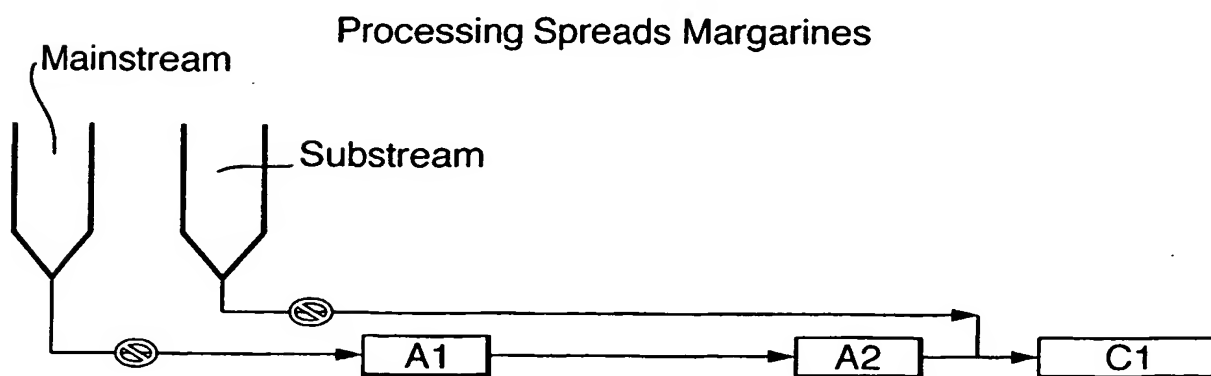 Processing Spreads Margarines
Mainstream
Substream
A1
A2
C1